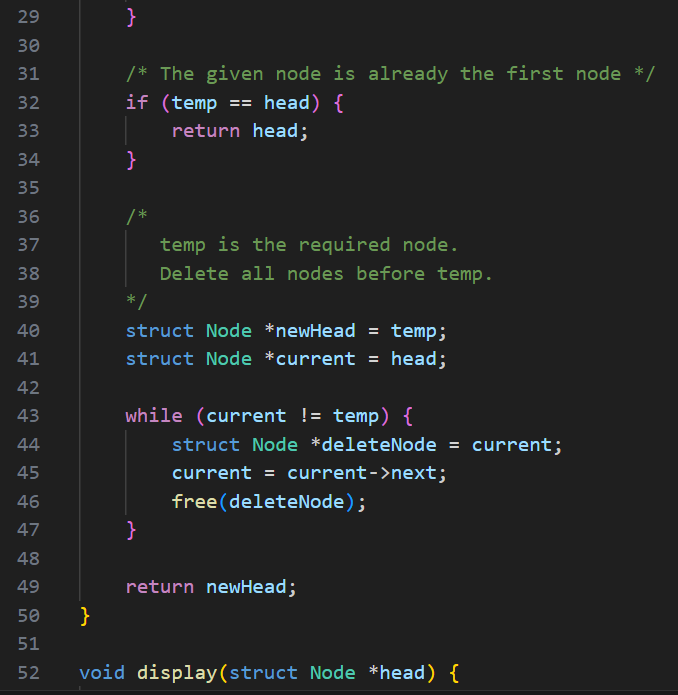 29 }
30
31 /* The given node is already the first node */
32 if (temp == head) {
33 return head;
34 }
35
36 /*
37 temp is the required node.
38 Delete all nodes before temp.
39 */
40 struct Node *newHead = temp;
41 struct Node *current = head;
42
43 while (current != temp) {
44 struct Node *deleteNode = current;
45 current = current->next;
46 free(deleteNode);
47 }
48
49 return newHead;
50 }
51
52 void display(struct Node *head) {